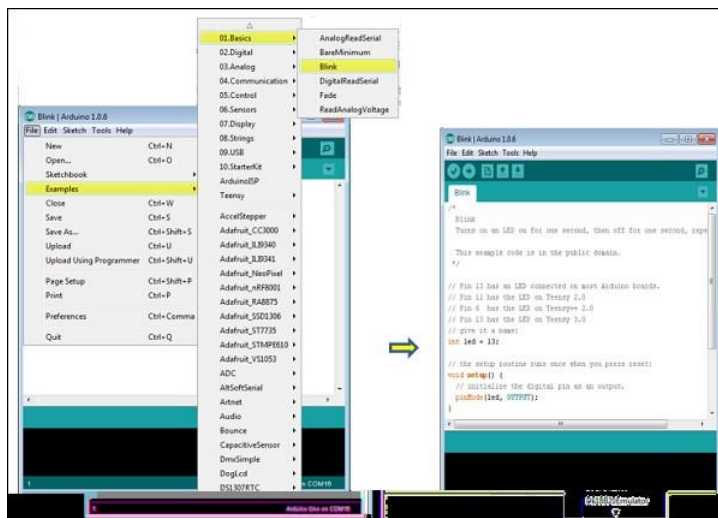 01.Basics
02.Digital
03.Analog
04.Communication
05.Control
06.Sensors
07.Display
08.Strings
09.USB
10.StarterKit
ArduinoISP
Teensy
AccelStepper
Adafruit_CC3000
Adafruit_ILI9340
Adafruit_ILI9341
Adafruit_NeoPixel
Adafruit_nRF8001
Adafruit_RA8875
Adafruit_SSD1306
Adafruit_ST7735
Adafruit_STMPE610
Adafruit_VS1053
ADC
AltSoftSerial
Artnet
Audio
Bounce
CapacitiveSensor
DmxSimple
DogLcd
DS1307RTC
AnalogReadSerial
BareMinimum
Blink
DigitalReadSerial
Fade
ReadAnalogVoltage
Blink | Arduino 1.0.6
File Edit Sketch Tools Help
New Ctrl+N
Open... Ctrl+O
Sketchbook
Examples
Close Ctrl+W
Save Ctrl+S
Save As... Ctrl+Shift+S
Upload Ctrl+U
Upload Using Programmer Ctrl+Shift+U
Page Setup Ctrl+Shift+P
Print Ctrl+P
Preferences Ctrl+Comma
Quit Ctrl+Q
1
on COM16
1 Arduino Uno on COM16
Blink | Arduino 1.0.6
File Edit Sketch Tools Help
Blink
/*
Blink
Turns on an LED on for one second, then off for one second, repe
This example code is in the public domain.
*/
// Pin 13 has an LED connected on most Arduino boards.
// Pin 11 has the LED on Teensy 2.0
// Pin 6 has the LED on Teensy++ 2.0
// Pin 13 has the LED on Teensy 3.0
// give it a name:
int led = 13;
// the setup routine runs once when you press reset:
void setup() {
// initialize the digital pin as an output.
pinMode(led, OUTPUT);
}
Emulator